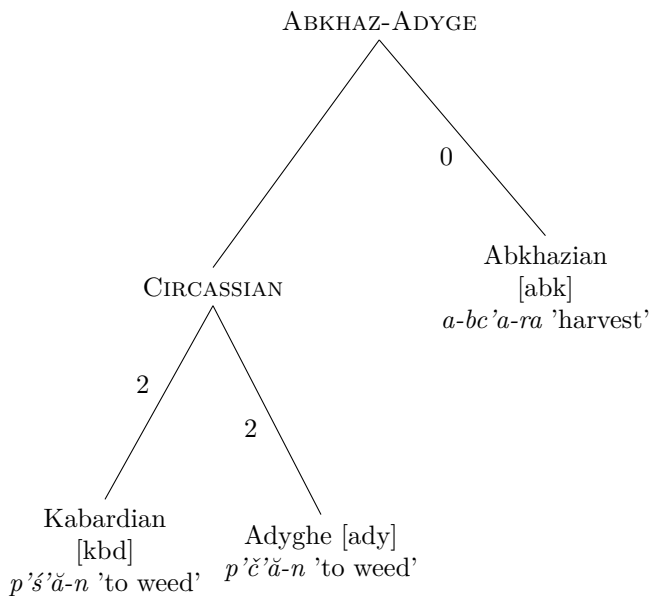 ABKHAZ-ADYGE
0
Abkhazian
[abk]
a-bc’a-ra ’harvest’
CIRCASSIAN
2
2
Kabardian
[kbd]
p’ś’ă-n ’to weed’
Adyghe [ady]
p’č’ă-n ’to weed’